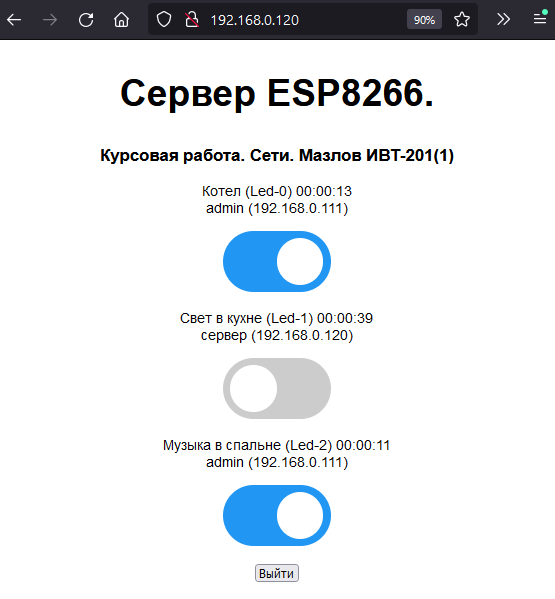 192.168.0.120
90%
Сервер ESP8266.
Курсовая работа. Сети. Мазлов ИВТ-201(1)
Котел (Led-0) 00:00:13
admin (192.168.0.111)
Свет в кухне (Led-1) 00:00:39
сервер (192.168.0.120)
Музыка в спальне (Led-2) 00:00:11
admin (192.168.0.111)
Выйти